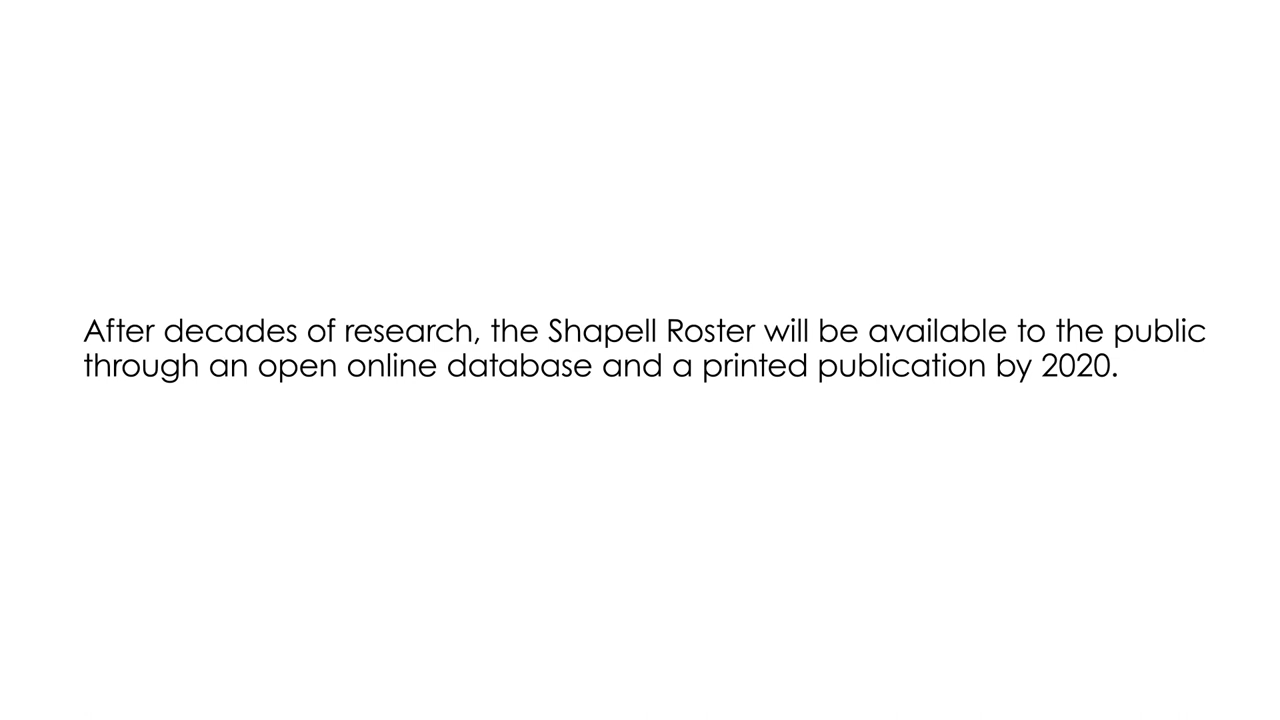 After decades of research, the Shapell Roster will be available to the public
through an open online database and a printed publication by 2020.